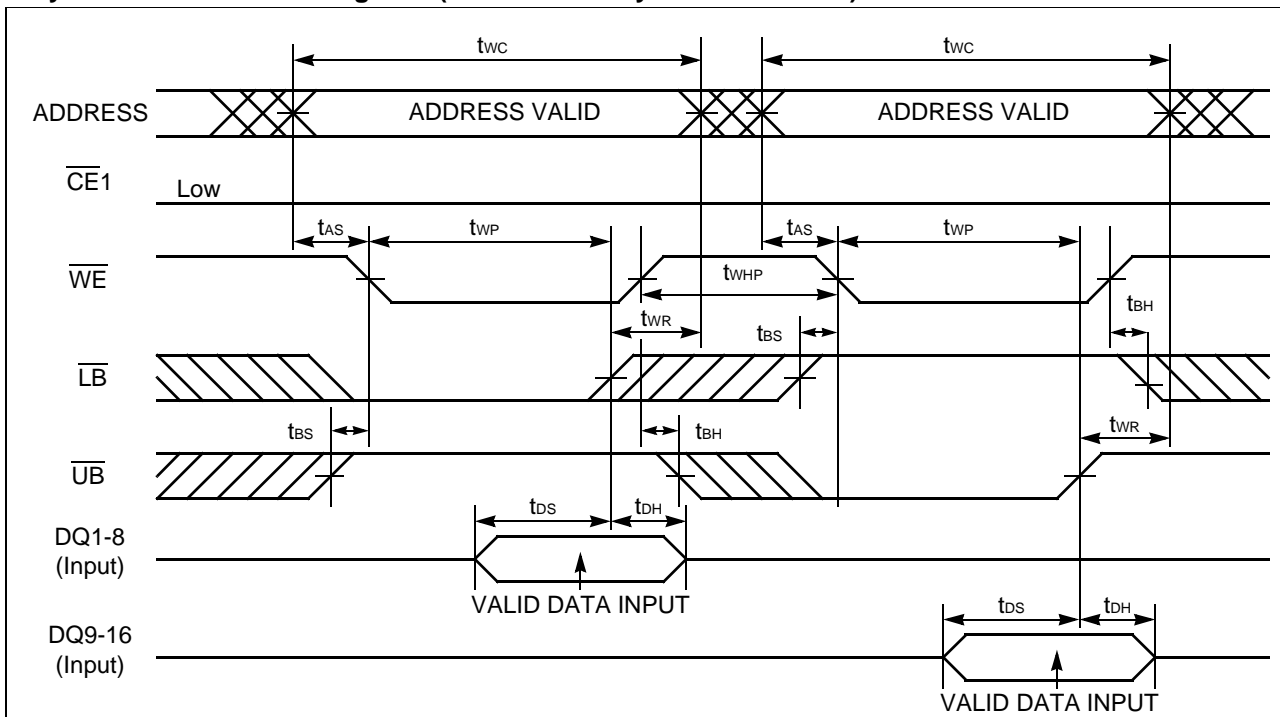 tWC tWC
ADDRESS ADDRESS VALID ADDRESS VALID
CE1 Low
tAS tWP tAS tWP
WE tWHP
tWR tBS tBH
LB
tBS tBH tWR
UB
tDS tDH
DQ1-8
(Input)
VALID DATA INPUT
tDS tDH
DQ9-16
(Input)
VALID DATA INPUT